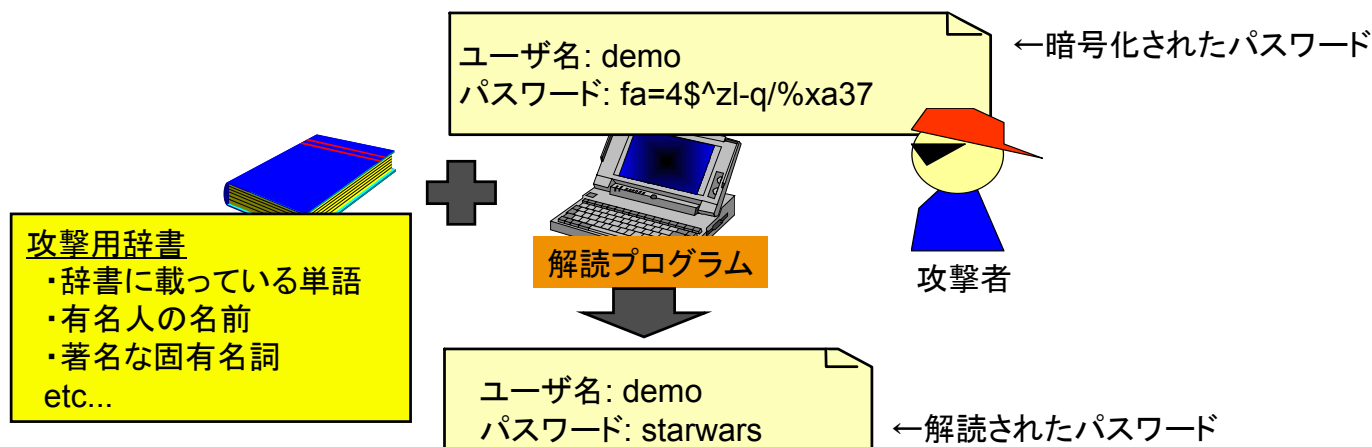 ユーザ名: demo
パスワード: fa=4$^zl-q/%xa37
←暗号化されたパスワード
攻撃用辞書
・辞書に載っている単語
・有名人の名前
・著名な固有名詞
etc...
解読プログラム
攻撃者
ユーザ名: demo
パスワード: starwars
←解読されたパスワード